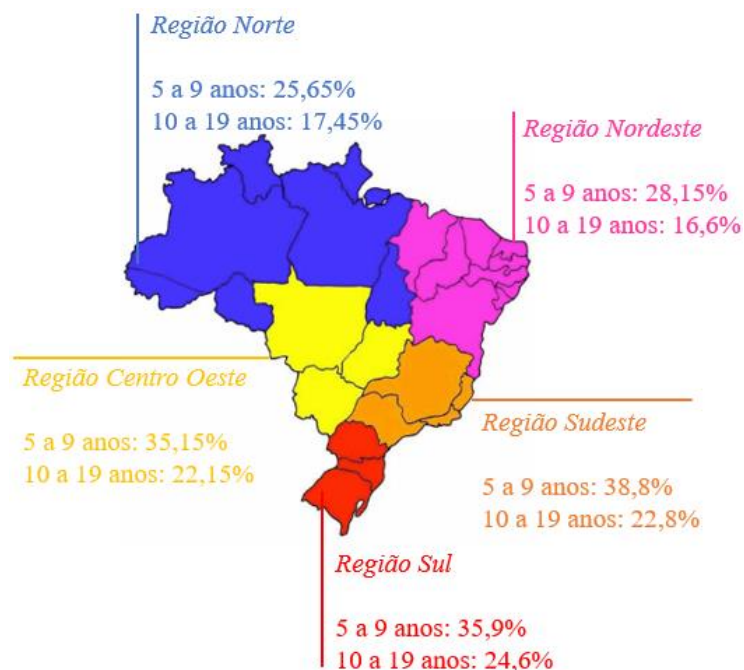 Região Norte
5 a 9 anos: 25,65%
10 a 19 anos: 17,45%
Região Nordeste
5 a 9 anos: 28,15%
10 a 19 anos: 16,6%
Região Centro Oeste
5 a 9 anos: 35,15%
10 a 19 anos: 22,15%
Região Sudeste
5 a 9 anos: 38,8%
10 a 19 anos: 22,8%
Região Sul
5 a 9 anos: 35,9%
10 a 19 anos: 24,6%